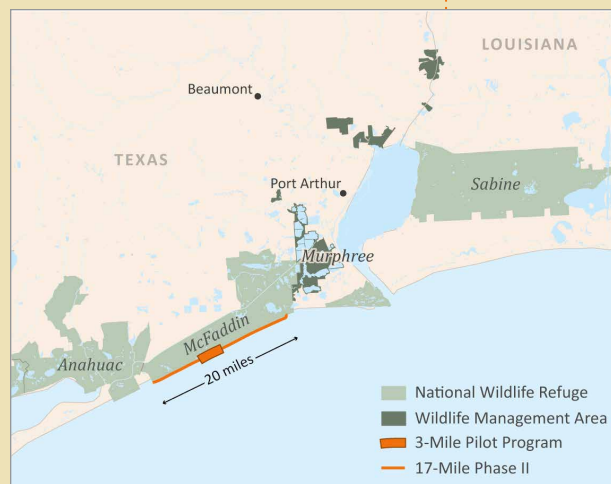 LOUISIANA
Beaumont
TEXAS
Port Arthur
Sabine
Murphree
McFaddin
Anahuac
20 miles
National Wildlife Refuge
Wildlife Management Area
3-Mile Pilot Program
17-Mile Phase II